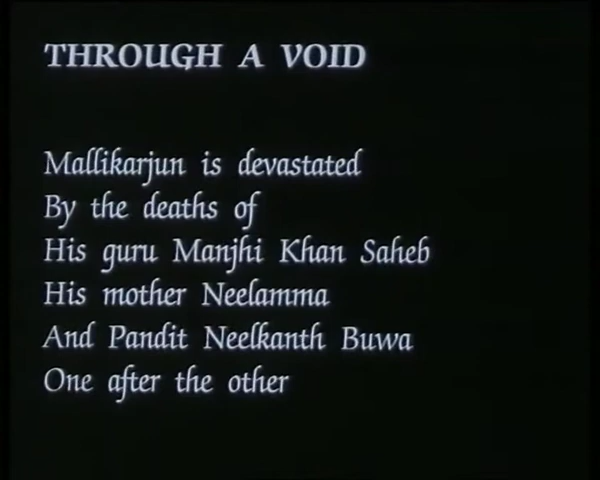 THROUGH A VOID
Mallikarjun is devastated
By the deaths of
His guru Manjhi Khan Saheb
His mother Neelamma
And Pandit Neelkanth Buwa
One after the other